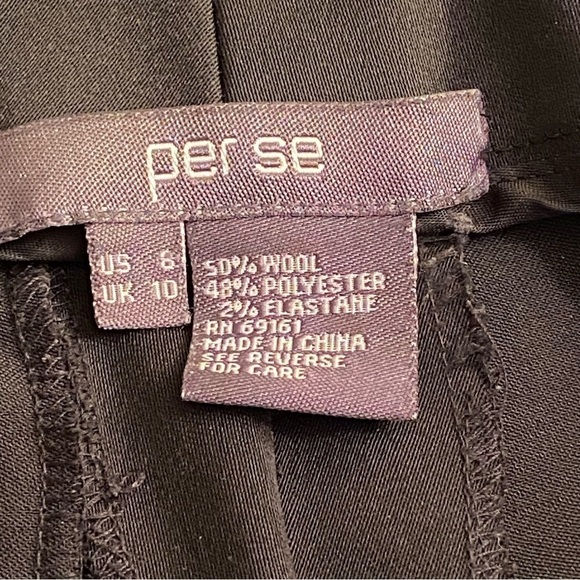 per se
US 6
UK 10
50% WOOL
48% POLYESTER
2% ELASTANE
RN 69161
MADE IN CHINA
SEE REVERSE
FOR CARE